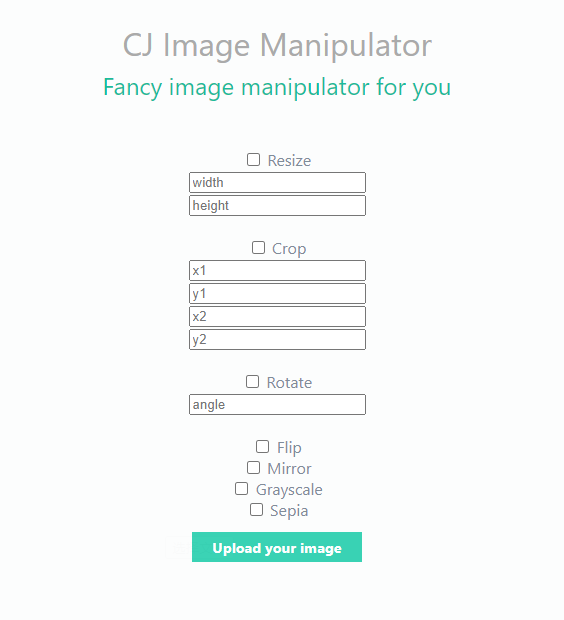 CJ Image Manipulator
Fancy image manipulator for you
Resize
width
height
Crop
x1
y1
x2
y2
Rotate
angle
Flip
Mirror
Grayscale
Sepia
Upload your image